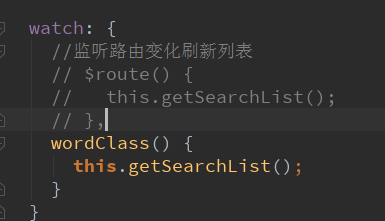 watch: {
//监听路由变化刷新列表
// $route() {
//   this.getSearchList();
// },
wordClass() {
this.getSearchList();
}
}